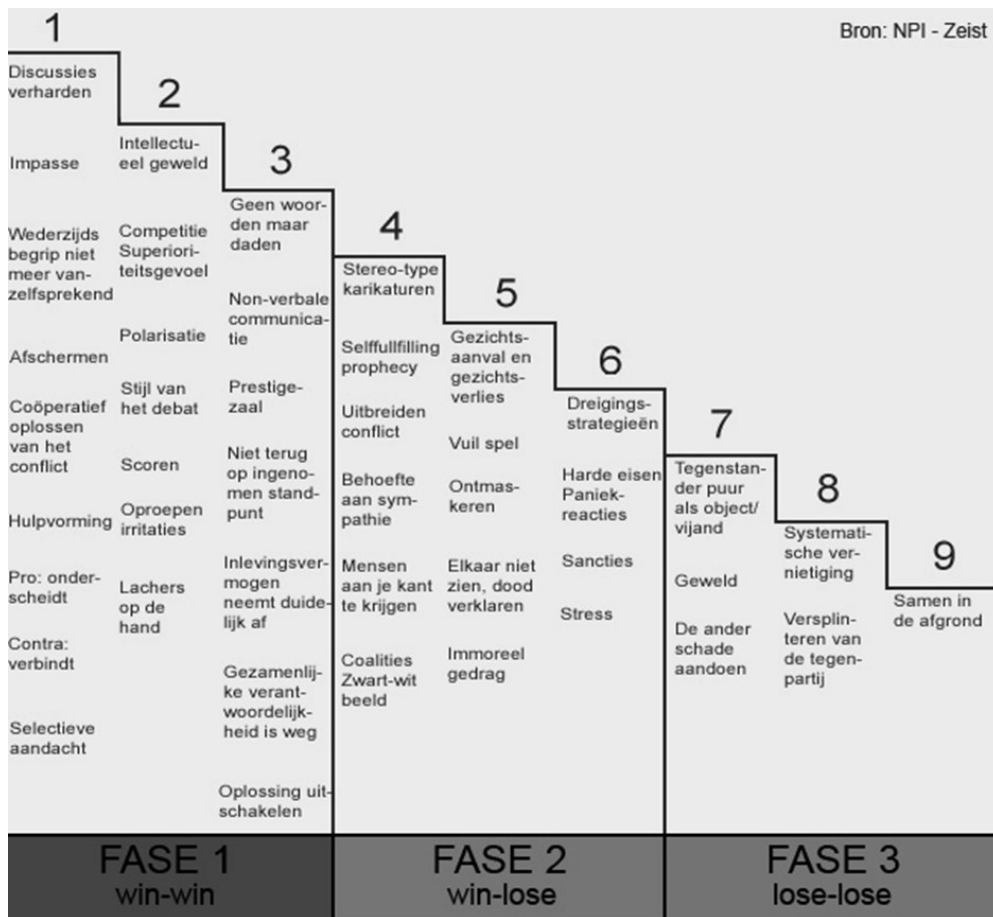 Bron: NPI - Zeist
1
Discussies
verharden
Impasse
Wederzijds
begrip niet
meer van-
zelfsprekend
Afschermen
Coöperatief
oplossen
van het
conflict
Hulpvorming
Pro: onder-
scheidt
Contra:
verbindt
Selectieve
aandacht
2
Intellectu-
eel geweld
Competitie
Superiori-
teitsgevoel
Polarisatie
Stijl van
het debat
Scoren
Oproepen
irritaties
Lachers
op de
hand
3
Geen woor-
den maar
daden
Non-verbale
communica-
tie
Prestige-
zaal
Niet terug
op ingeno-
men stand-
punt
Inlevingsver-
mogen
neemt duide-
lijk af
Gezamenlij-
ke verant-
woordelijk-
heid is weg
Oplossing uit-
schakelen
4
Stereo-type
karikaturen
Selffullfilling
prophecy
Uitbreiden
conflict
Behoefte
aan sym-
pathie
Mensen
aan je kant
te krijgen
Coalities
Zwart-wit
beeld
5
Gezichts-
aanval en
gezichts-
verlies
Vuil spel
Ontmas-
keren
Elkaar niet
zien, dood
verklaren
Immoreel
gedrag
6
Dreigings-
strategieën
Harde eisen
Paniek-
reacties
Sancties
Stress
7
Tegenstan-
der puur
als object/
vijand
Geweld
De ander
schade
aandoen
8
Systemati-
sche ver-
nietiging
Versplin-
teren van
de tegen-
partij
9
Samen in
de afgrond
FASE 1
win-win
FASE 2
win-lose
FASE 3
lose-lose